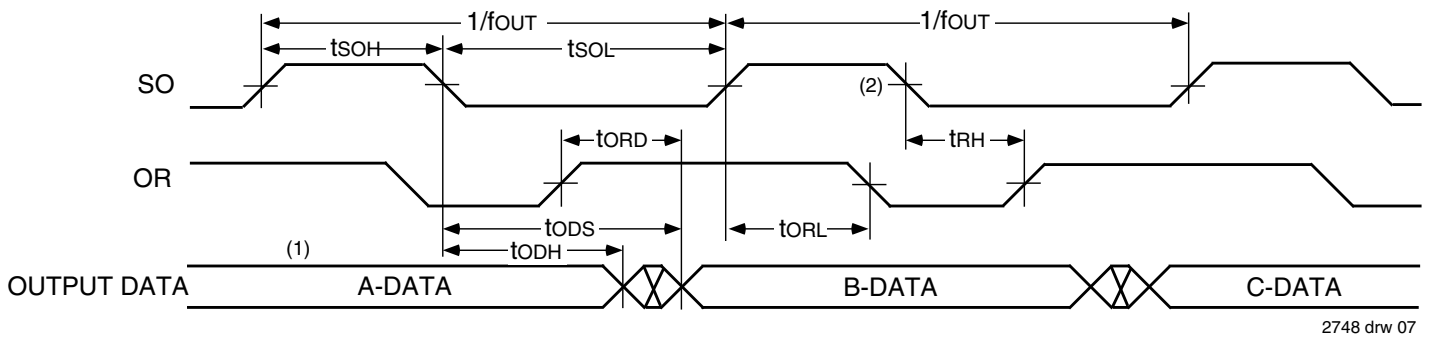 1/fOUT 1/fOUT
tSOH tSOL
SO (2)
tORD tRH
OR
tODS tORL
(1) tODH
OUTPUT DATA A-DATA B-DATA C-DATA
2748 drw 07